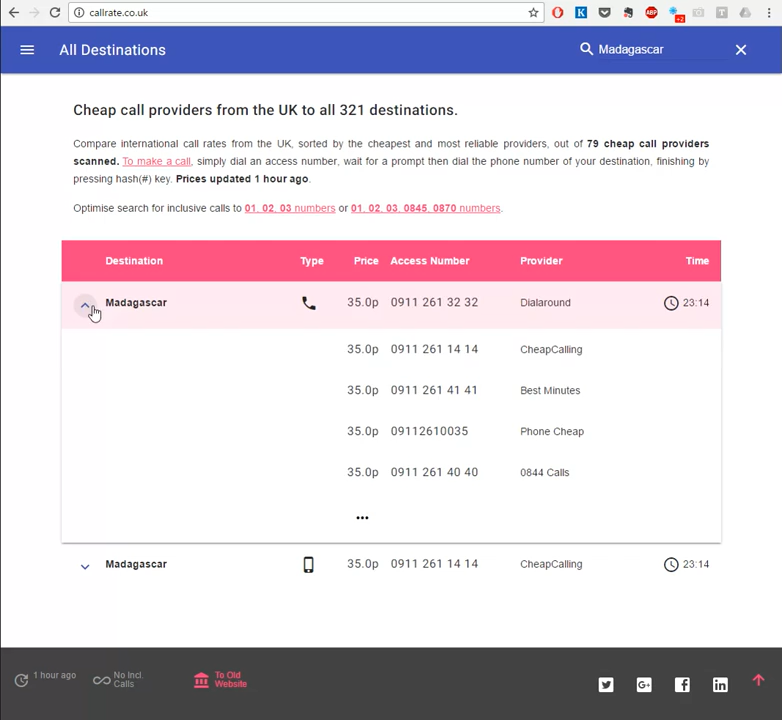 callrate.co.uk
+2
All Destinations
Madagascar
Cheap call providers from the UK to all 321 destinations.
Compare international call rates from the UK, sorted by the cheapest and most reliable providers, out of 79 cheap call providers
scanned. To make a call, simply dial an access number, wait for a prompt then dial the phone number of your destination, finishing by
pressing hash(#) key. Prices updated 1 hour ago.
Optimise search for inclusive calls to 01, 02, 03 numbers or 01, 02, 03, 0845, 0870 numbers.
Destination Type Price Access Number Provider Time
Madagascar 35.0p 0911 261 32 32 Dialaround 23:14
35.0p 0911 261 14 14 CheapCalling
35.0p 0911 261 41 41 Best Minutes
35.0p 09112610035 Phone Cheap
35.0p 0911 261 40 40 0844 Calls
...
Madagascar 35.0p 0911 261 14 14 CheapCalling 23:14
1 hour ago
No Incl.
Calls
To Old
Website